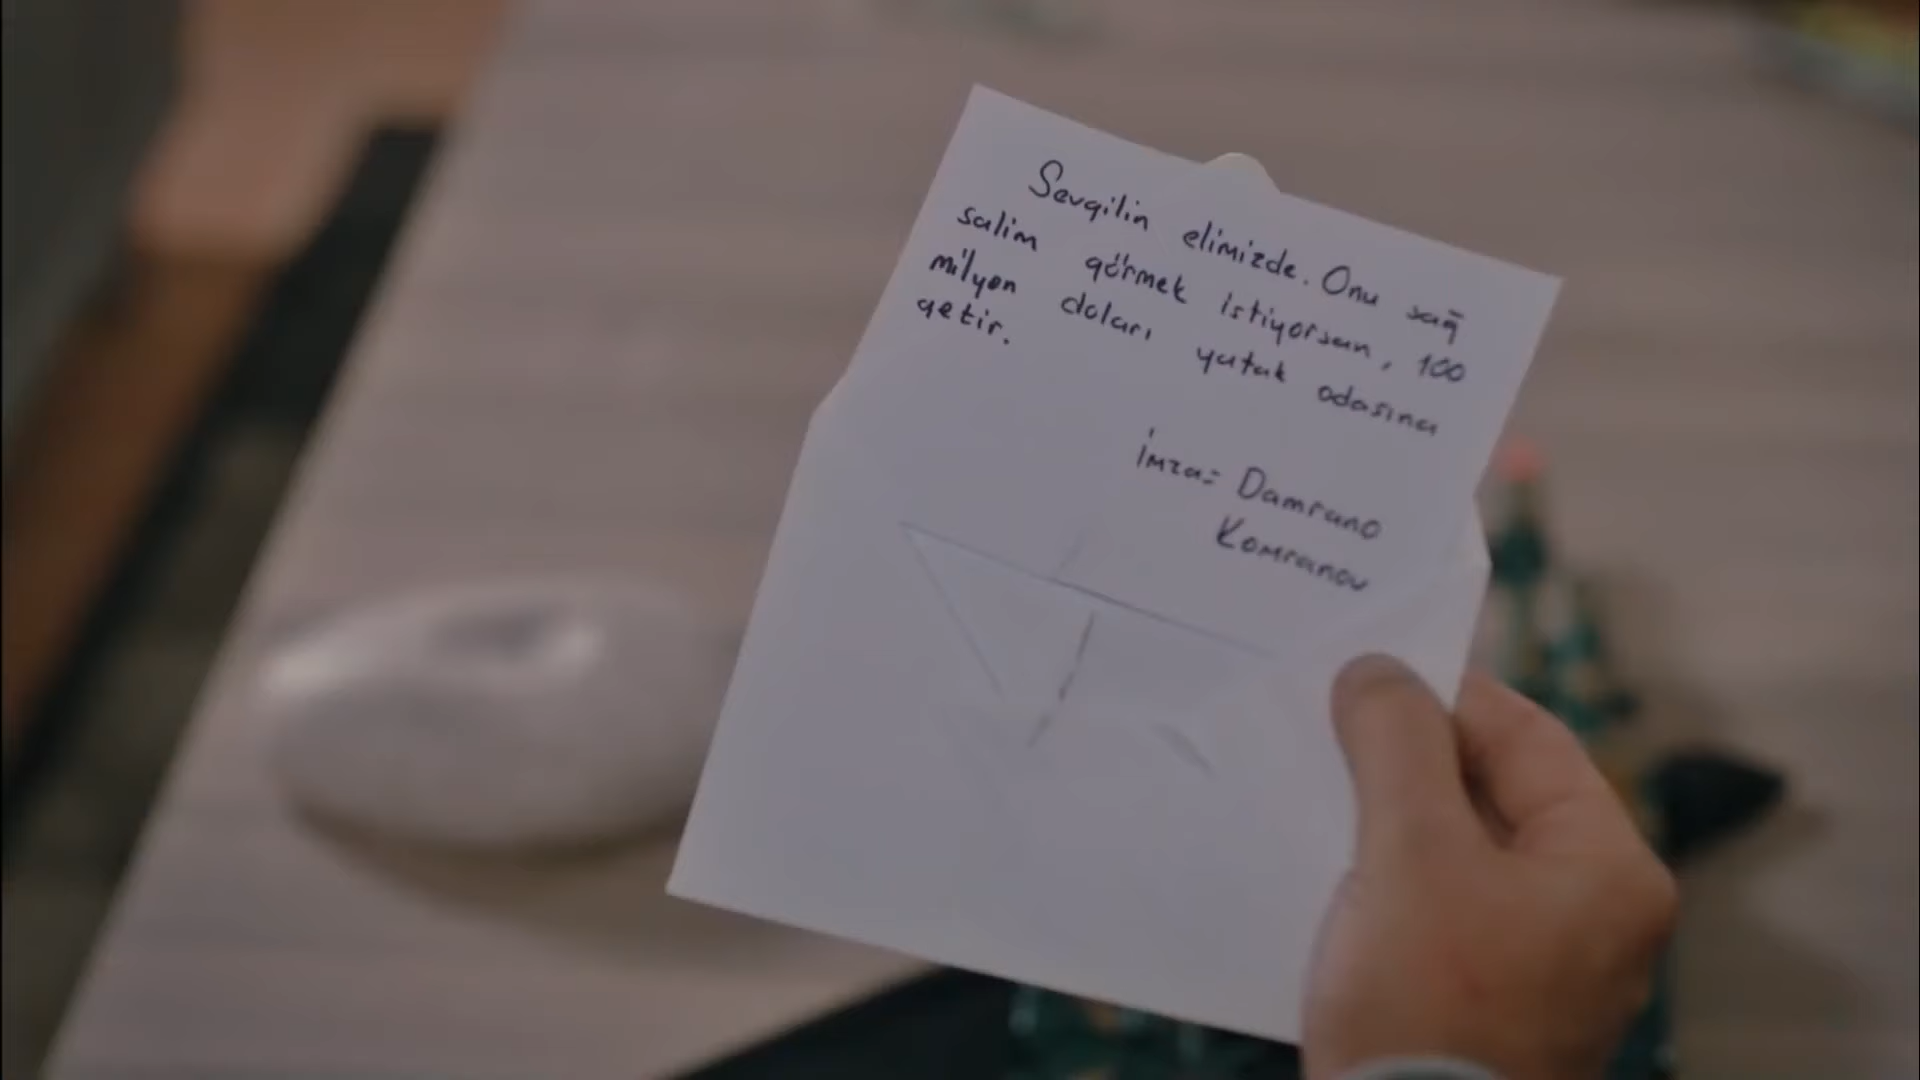 Sevgilin elimizde. Onu sağ
salim görmek istiyorsan, 100
milyon doları yatak odasına
getir.
İmza: Damrano
Komranov